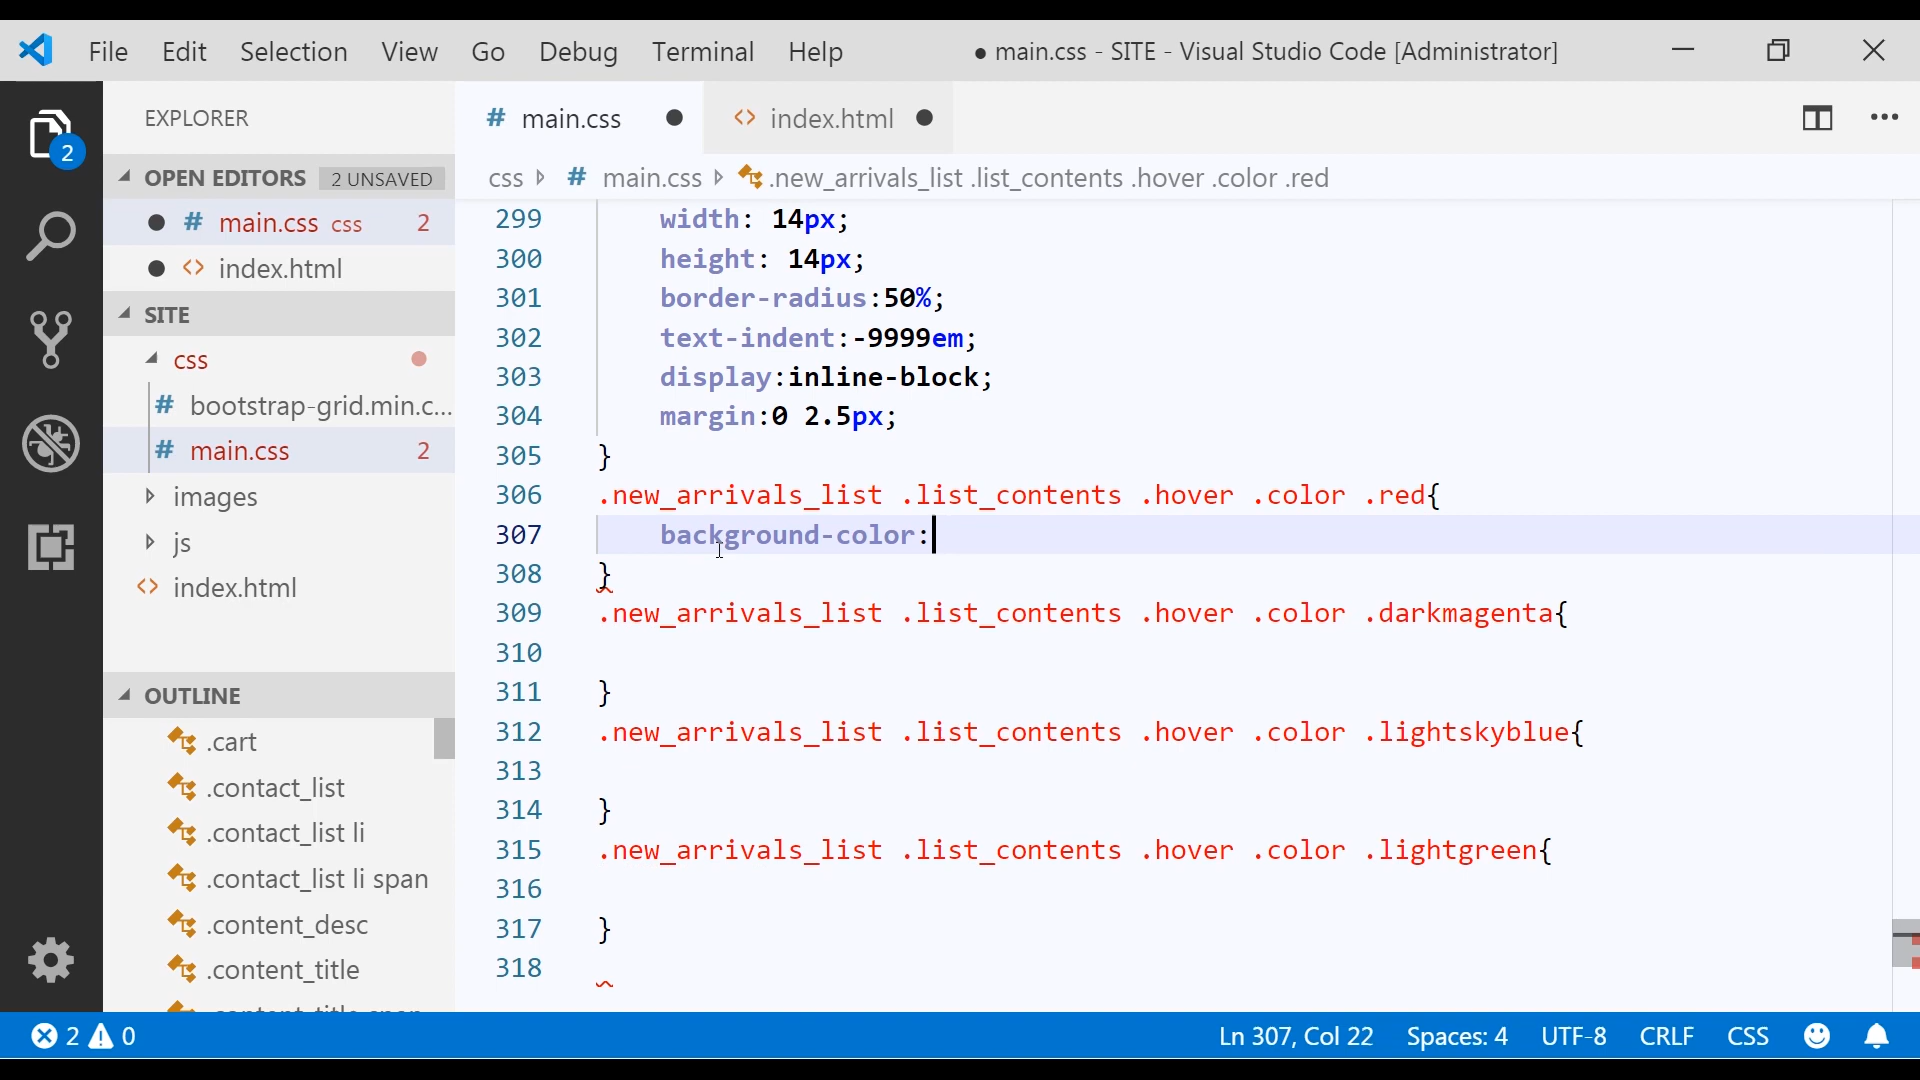 File Edit Selection View Go Debug Terminal Help ● main.css - SITE - Visual Studio Code [Administrator]
EXPLORER
OPEN EDITORS 2 UNSAVED
# main.css css 2
<> index.html
SITE
css
# bootstrap-grid.min.c...
# main.css 2
images
js
<> index.html
OUTLINE
.cart
.contact_list
.contact_list li
.contact_list li span
.content_desc
.content_title
2
# main.css ● <> index.html ●
css # main.css .new_arrivals_list .list_contents .hover .color .red
299 width: 14px;
300 height: 14px;
301 border-radius:50%;
302 text-indent:-9999em;
303 display:inline-block;
304 margin:0 2.5px;
305 }
306 .new_arrivals_list .list_contents .hover .color .red{
307 background-color:
308 }
309 .new_arrivals_list .list_contents .hover .color .darkmagenta{
310
311 }
312 .new_arrivals_list .list_contents .hover .color .lightskyblue{
313
314 }
315 .new_arrivals_list .list_contents .hover .color .lightgreen{
316
317 }
318
2 0 Ln 307, Col 22 Spaces: 4 UTF-8 CRLF CSS